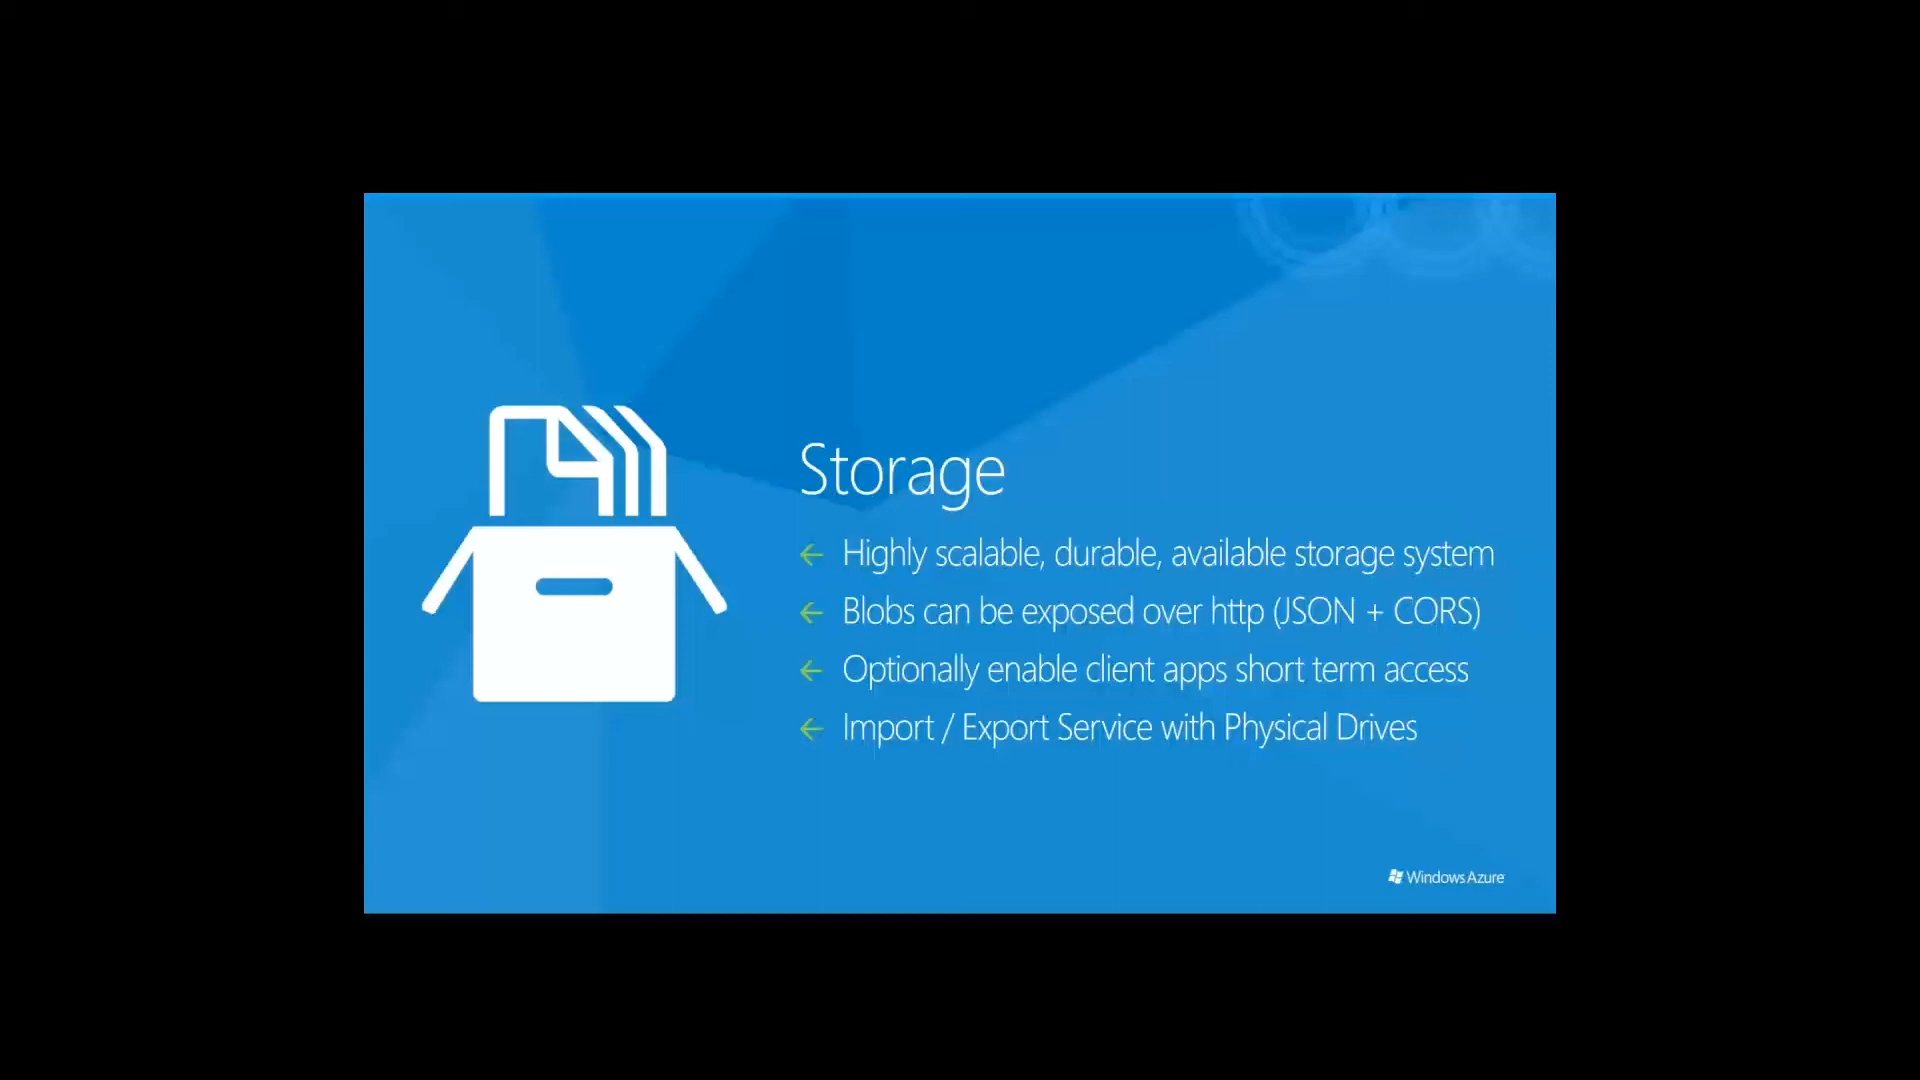 Storage
Highly scalable, durable, available storage system
Blobs can be exposed over http (JSON + CORS)
Optionally enable client apps short term access
Import / Export Service with Physical Drives
Windows Azure